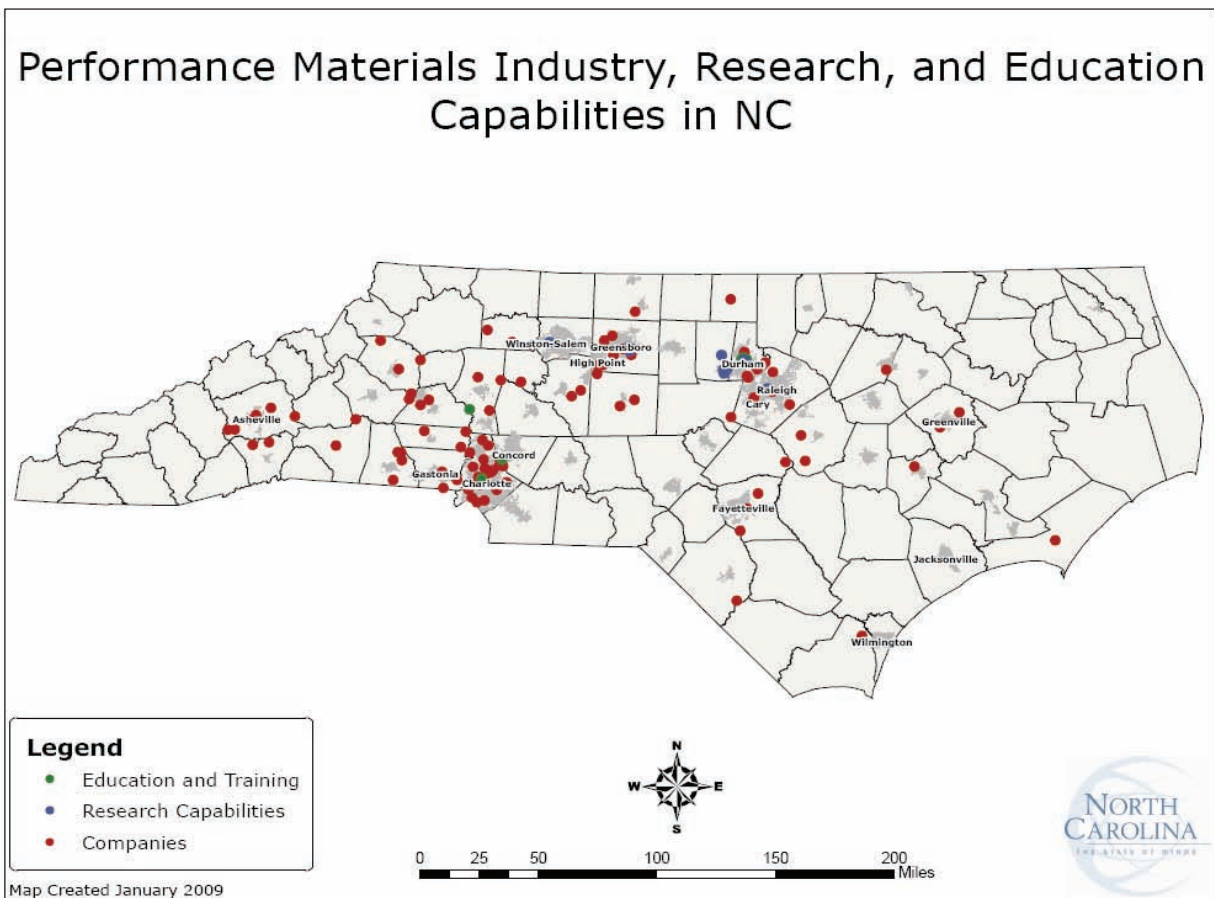 Performance Materials Industry, Research, and Education
Capabilities in NC
Winston-Salem
Greensboro
High Point
Durham
Raleigh
Cary
Asheville
Greenville
Concord
Gastonia
Charlotte
Fayetteville
Jacksonville
Wilmington
Legend
Education and Training
Research Capabilities
Companies
N
W E
S
0 25 50 100 150 200
Miles
NORTH
CAROLINA
Map Created January 2009